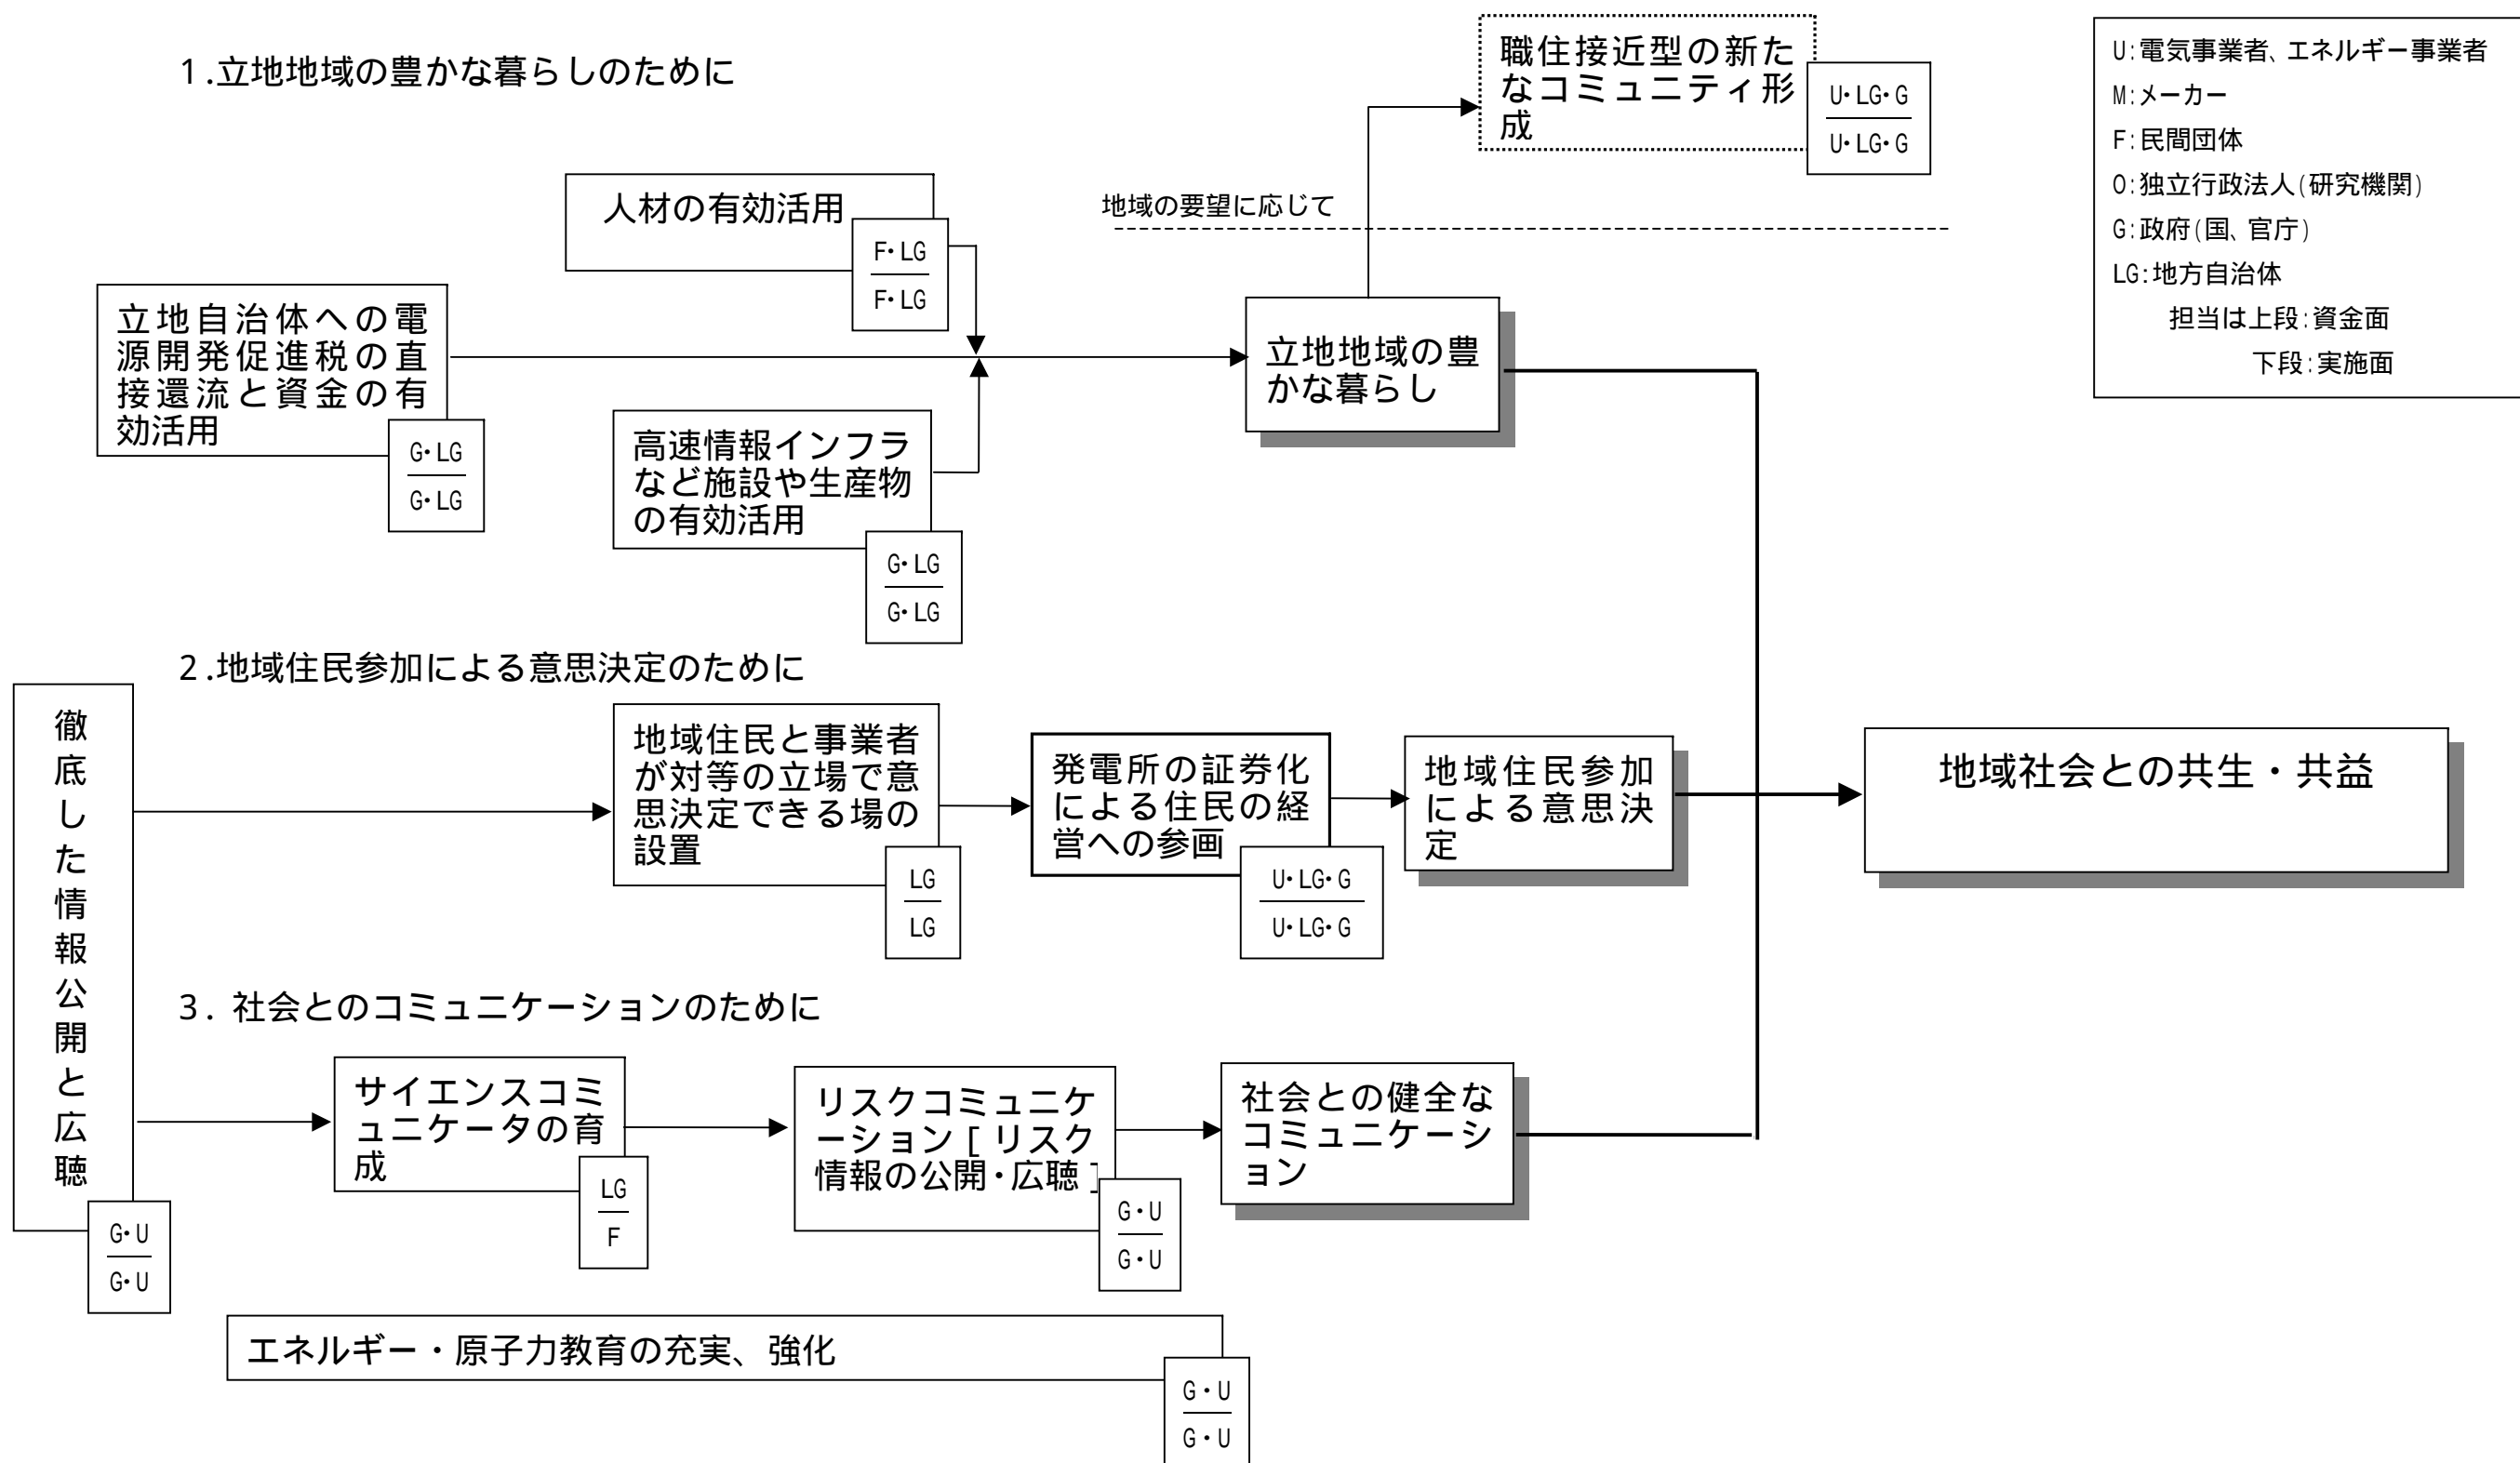 1.立地地域の豊かな暮らしのために
職住接近型の新た
なコミュニティ形
成
U・LG・G
U・LG・G
U:電気事業者、エネルギー事業者
M:メーカー
F:民間団体
O:独立行政法人(研究機関)
G:政府(国、官庁)
LG:地方自治体
担当は上段:資金面
下段:実施面
人材の有効活用
F・LG
F・LG
地域の要望に応じて
立地自治体への電
源開発促進税の直
接還流と資金の有
効活用
G・LG
G・LG
高速情報インフラ
など施設や生産物
の有効活用
G・LG
G・LG
立地地域の豊
かな暮らし
2.地域住民参加による意思決定のために
徹底した情報公開と広聴
G・U
G・U
地域住民と事業者
が対等の立場で意
思決定できる場の
設置
LG
LG
発電所の証券化
による住民の経
営への参画
U・LG・G
U・LG・G
地域住民参加
による意思決
定
地域社会との共生・共益
3. 社会とのコミュニケーションのために
サイエンスコミ
ュニケータの育
成
LG
F
リスクコミュニケ
ーション[リスク
情報の公開・広聴]
G・U
G・U
社会との健全な
コミュニケーシ
ョン
エネルギー・原子力教育の充実、強化
G・U
G・U